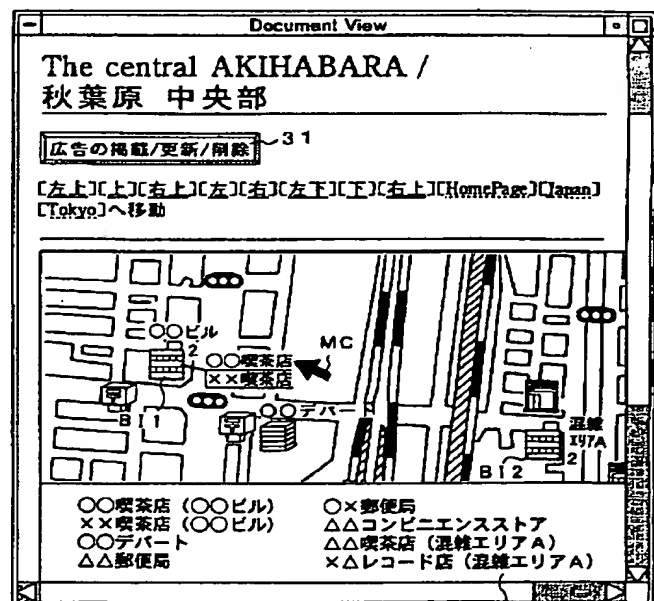 Document View
The central AKIHABARA /
秋葉原 中央部
広告の掲載/更新/削除
31
[左上][上][右上][左][右][左下][下][右上][HomePage][Japan]
[Tokyo]へ移動
○○ビル
2
○○喫茶店
××喫茶店
MC
BI1
○○デパート
混雑
エリアA
2
BI2
○○喫茶店（○○ビル）
××喫茶店（○○ビル）
○○デパート
△△郵便局
○×郵便局
△△コンビニエンスストア
△△喫茶店（混雑エリアA）
×△レコード店（混雑エリアA）